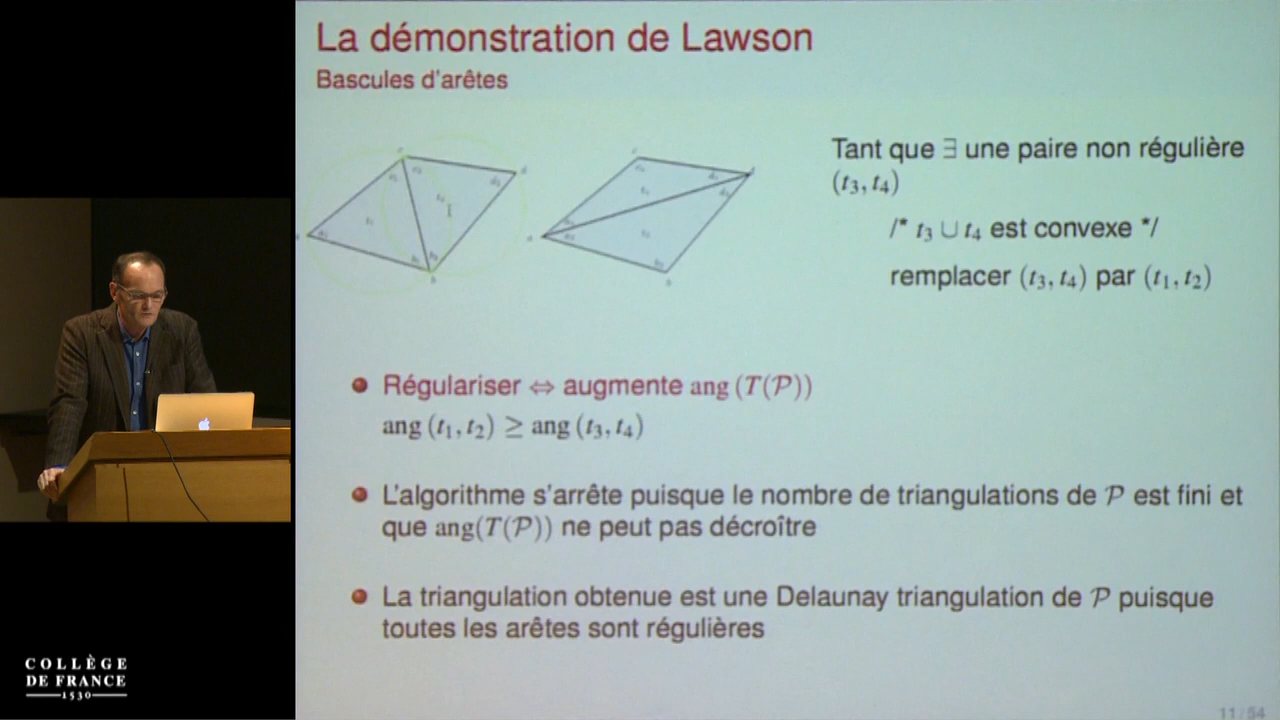 La démonstration de Lawson
Bascules d'arêtes
Tant que ∃ une paire non régulière
(t₃, t₄)
/* t₃ ∪ t₄ est convexe */
remplacer (t₃, t₄) par (t₁, t₂)
Régulariser ⇔ augmente ang (T(𝒫))
ang (t₁, t₂) ≥ ang (t₃, t₄)
L'algorithme s'arrête puisque le nombre de triangulations de 𝒫 est fini et
que ang(T(𝒫)) ne peut pas décroître
La triangulation obtenue est une Delaunay triangulation de 𝒫 puisque
toutes les arêtes sont régulières
COLLÈGE
DE FRANCE
1530
11 / 54